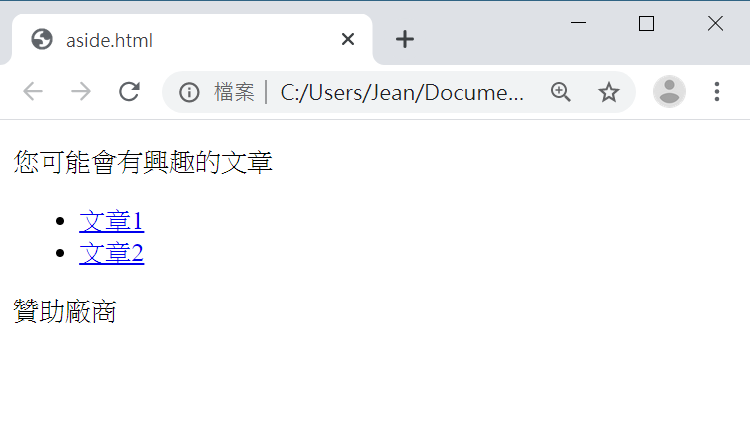 aside.html
檔案 C:/Users/Jean/Docume...
您可能會有興趣的文章
文章1
文章2
贊助廠商